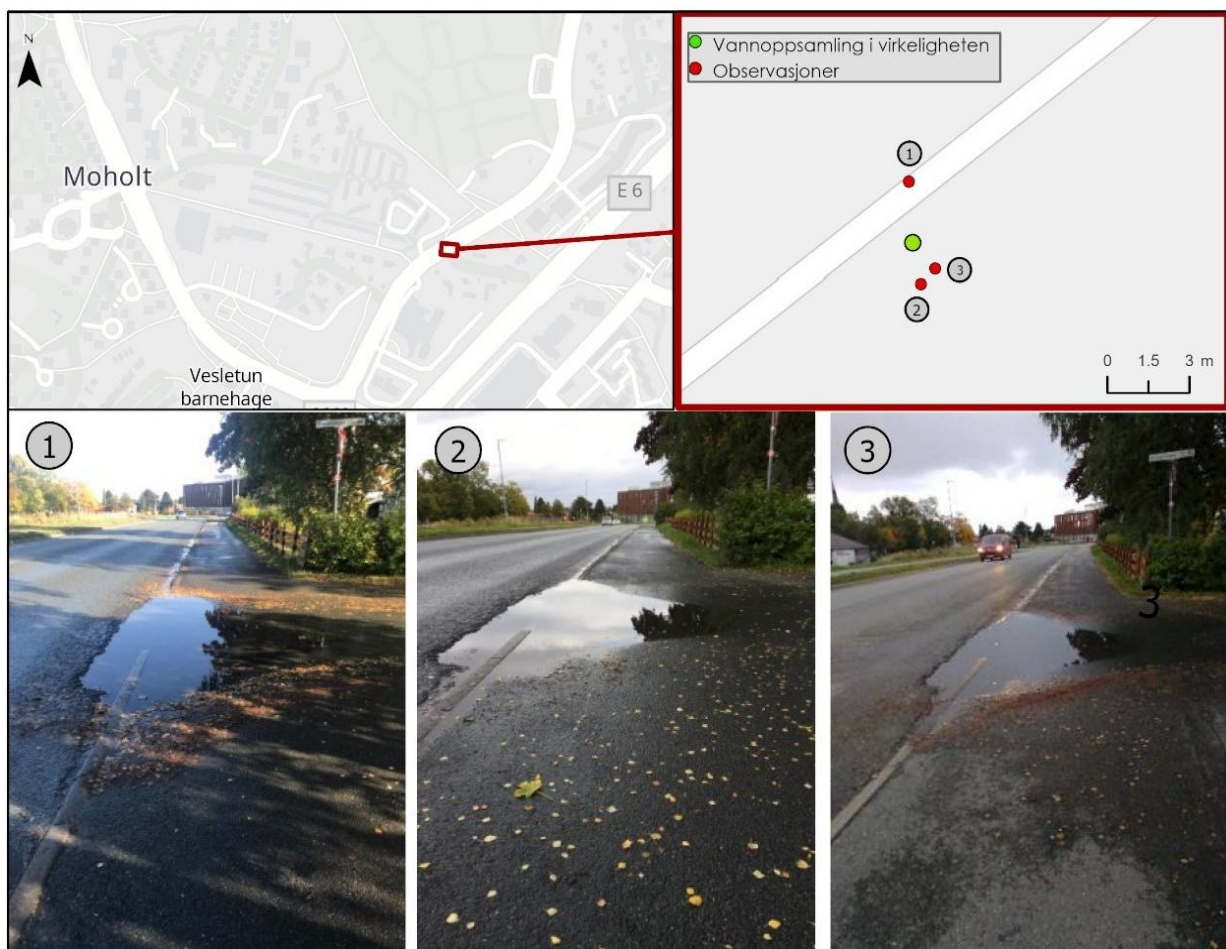 N
Moholt
E 6
Vesletun
barnehage
Vannoppsamling i virkeligheten
Observasjoner
1
3
2
0 1.5 3 m
1
2
3
3